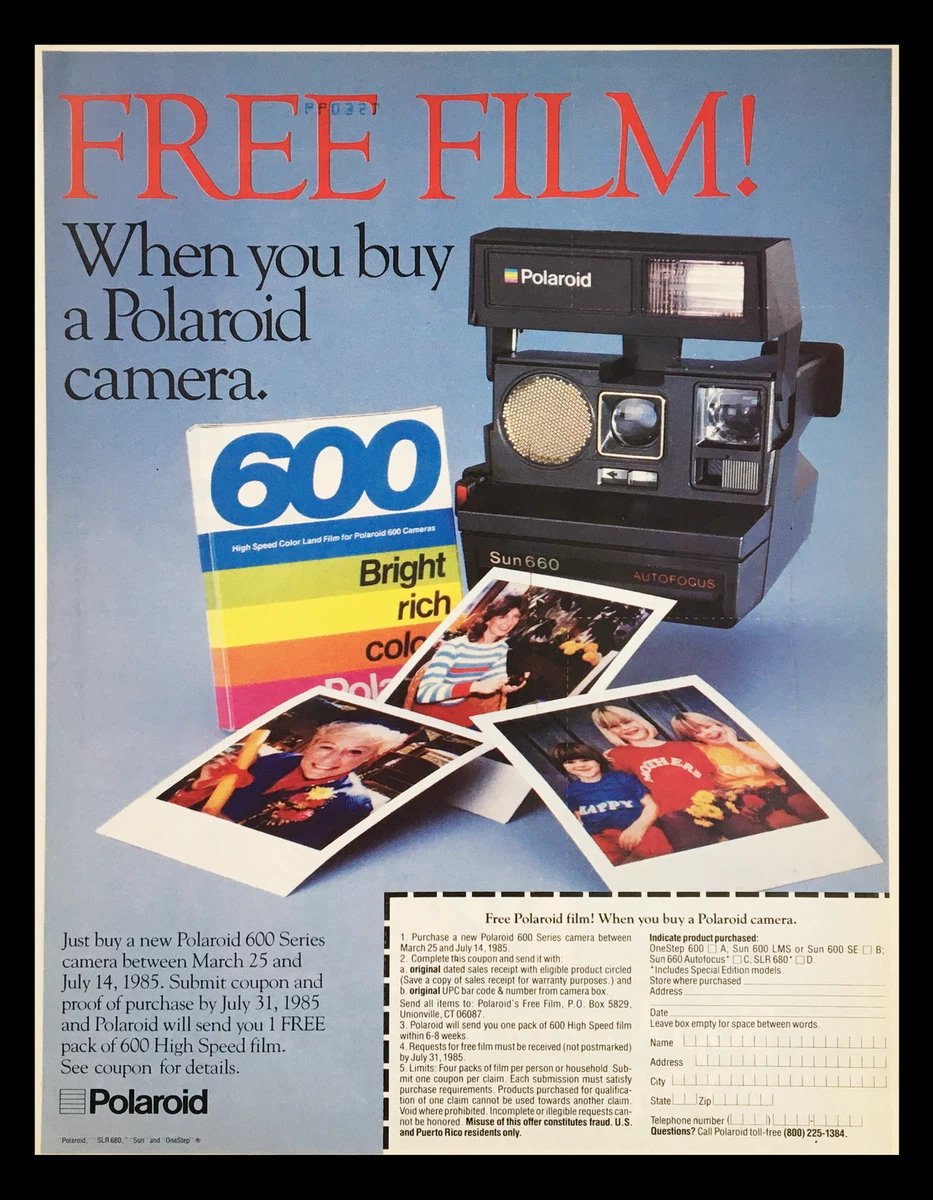 FREE FILM!
When you buy
a Polaroid
camera.
Polaroid
600
High Speed Color Land Film for Polaroid 600 Cameras
Bright
rich
Sun 660
AUTOFOCUS
HAPPY
MOTHERS
DAY
Just buy a new Polaroid 600 Series
camera between March 25 and
July 14, 1985. Submit coupon and
proof of purchase by July 31, 1985
and Polaroid will send you 1 FREE
pack of 600 High Speed film.
See coupon for details.
Polaroid
Polaroid,® "SLR 680," "Sun" and "OneStep" ®
Free Polaroid film! When you buy a Polaroid camera.
1. Purchase a new Polaroid 600 Series camera between
March 25 and July 14, 1985.
2. Complete this coupon and send it with:
a. original dated sales receipt with eligible product circled
(Save a copy of sales receipt for warranty purposes.) and
b. original UPC bar code & number from camera box.
Send all items to: Polaroid's Free Film, P.O. Box 5829,
Unionville, CT 06087.
3. Polaroid will send you one pack of 600 High Speed film
within 6-8 weeks.
4. Requests for free film must be received (not postmarked)
by July 31, 1985.
5. Limits: Four packs of film per person or household. Sub-
mit one coupon per claim. Each submission must satisfy
purchase requirements. Products purchased for qualifica-
tion of one claim cannot be used towards another claim.
Void where prohibited. Incomplete or illegible requests can-
not be honored. Misuse of this offer constitutes fraud. U.S.
and Puerto Rico residents only.
Indicate product purchased:
OneStep 600 □ A; Sun 600 LMS or Sun 600 SE □ B;
Sun 660 Autofocus* □ C; SLR 680* □ D.
*Includes Special Edition models.
Store where purchased
Address
Date
Leave box empty for space between words.
Name
Address
City
State Zip
Telephone number ( ) -
Questions? Call Polaroid toll-free (800) 225-1384.